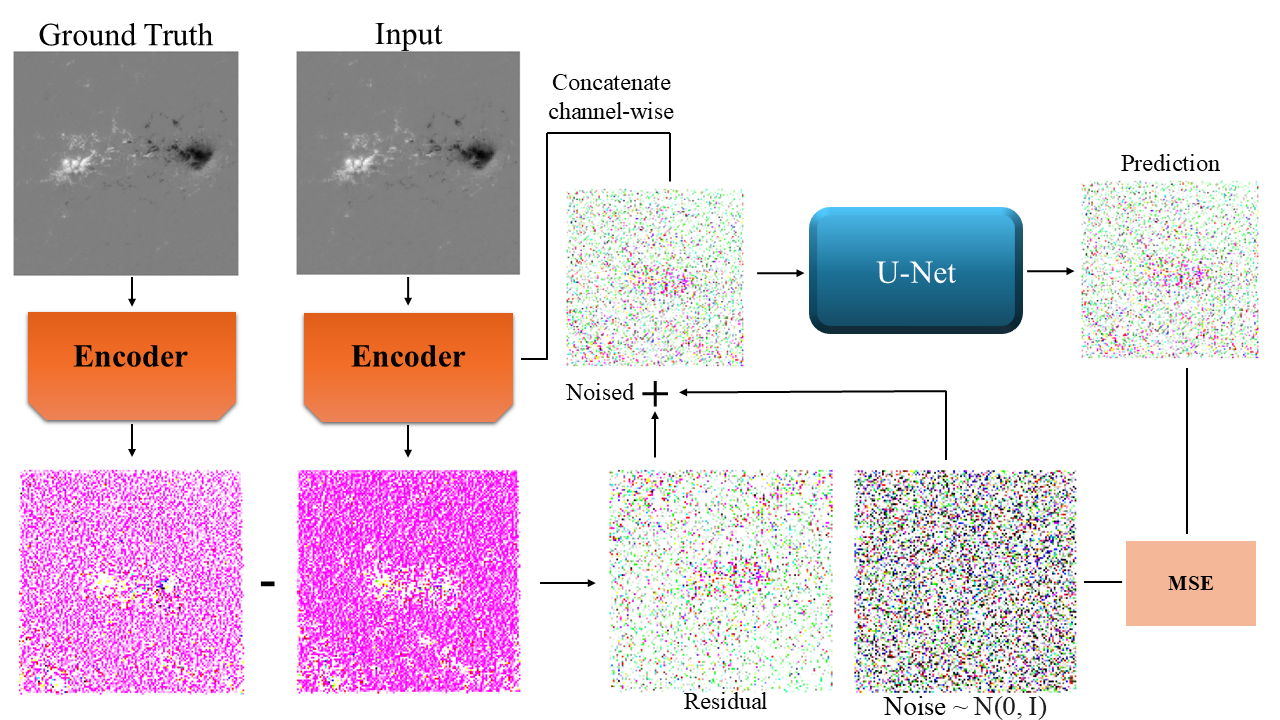 Ground Truth
Input
Concatenate
channel-wise
Prediction
U-Net
Encoder
Encoder
Noised +
-
MSE
Residual
Noise ~ N(0, I)